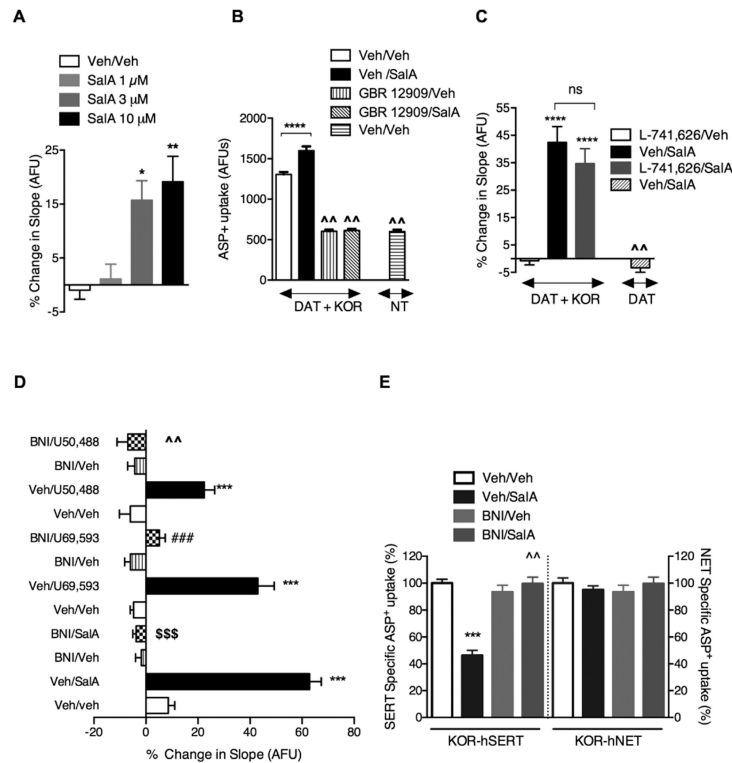 A
Veh/Veh
SalA 1 µM
SalA 3 µM
SalA 10 µM
% Change in Slope (AFU)
25
15
5
-5
*
**
B
Veh/Veh
Veh /SalA
GBR 12909/Veh
GBR 12909/SalA
Veh/Veh
ASP+ uptake (AFUs)
2000
1500
1000
500
0
****
^^ ^^ ^^
DAT + KOR
NT
C
L-741,626/Veh
Veh/SalA
L-741,626/SalA
Veh/SalA
% Change in Slope (AFU)
45
35
25
15
5
-5
ns
****
****
^^
DAT + KOR
DAT
D
BNI/U50,488
^^
BNI/Veh
Veh/U50,488
***
Veh/Veh
BNI/U69,593
###
BNI/Veh
Veh/U69,593
***
Veh/Veh
BNI/SalA
$$$
BNI/Veh
Veh/SalA
***
Veh/veh
-20 0 20 40 60 80
% Change in Slope (AFU)
E
Veh/Veh
Veh/SalA
BNI/Veh
BNI/SalA
SERT Specific ASP+ uptake (%)
120
100
80
60
40
20
0
***
^^
120
100
80
60
40
20
0
NET Specific ASP+ uptake (%)
KOR-hSERT
KOR-hNET